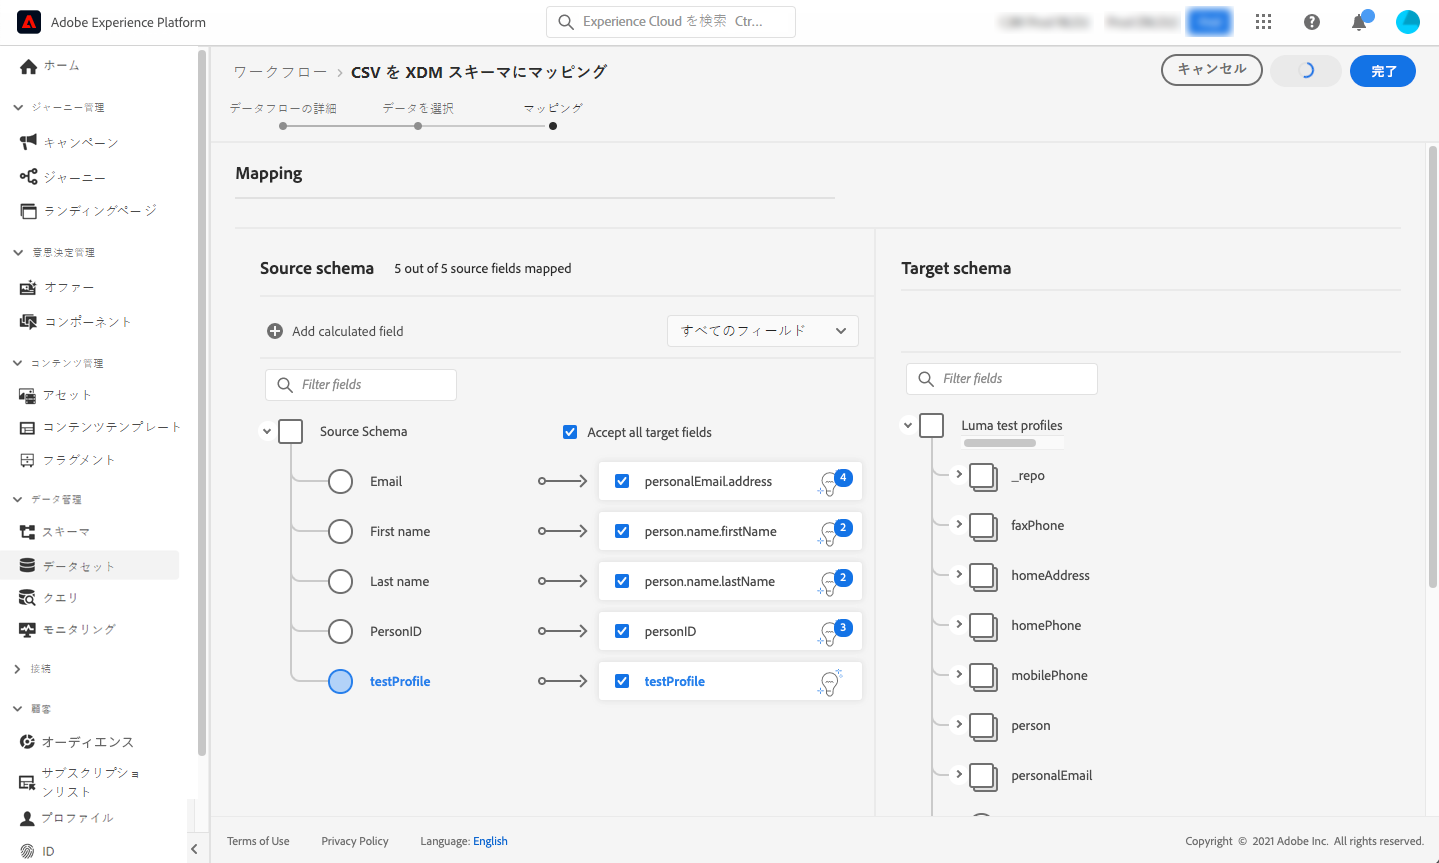 Adobe Experience Platform
Experience Cloud を検索 Ctr...
ホーム
ジャーニー管理
キャンペーン
ジャーニー
ランディングページ
意思決定管理
オファー
コンポーネント
コンテンツ管理
アセット
コンテンツテンプレート
フラグメント
データ管理
スキーマ
データセット
クエリ
モニタリング
接続
顧客
オーディエンス
サブスクリプショ
ンリスト
プロファイル
ID
ワークフロー > CSV を XDM スキーマにマッピング
キャンセル
完了
データフローの詳細
データを選択
マッピング
Mapping
Source schema 5 out of 5 source fields mapped
Add calculated field
すべてのフィールド
Filter fields
Source Schema
Accept all target fields
Email
personalEmail.address
4
First name
person.name.firstName
2
Last name
person.name.lastName
2
PersonID
personID
3
testProfile
testProfile
Target schema
Filter fields
Luma test profiles
_repo
faxPhone
homeAddress
homePhone
mobilePhone
person
personalEmail
Terms of Use
Privacy Policy
Language: English
Copyright © 2021 Adobe Inc. All rights reserved.